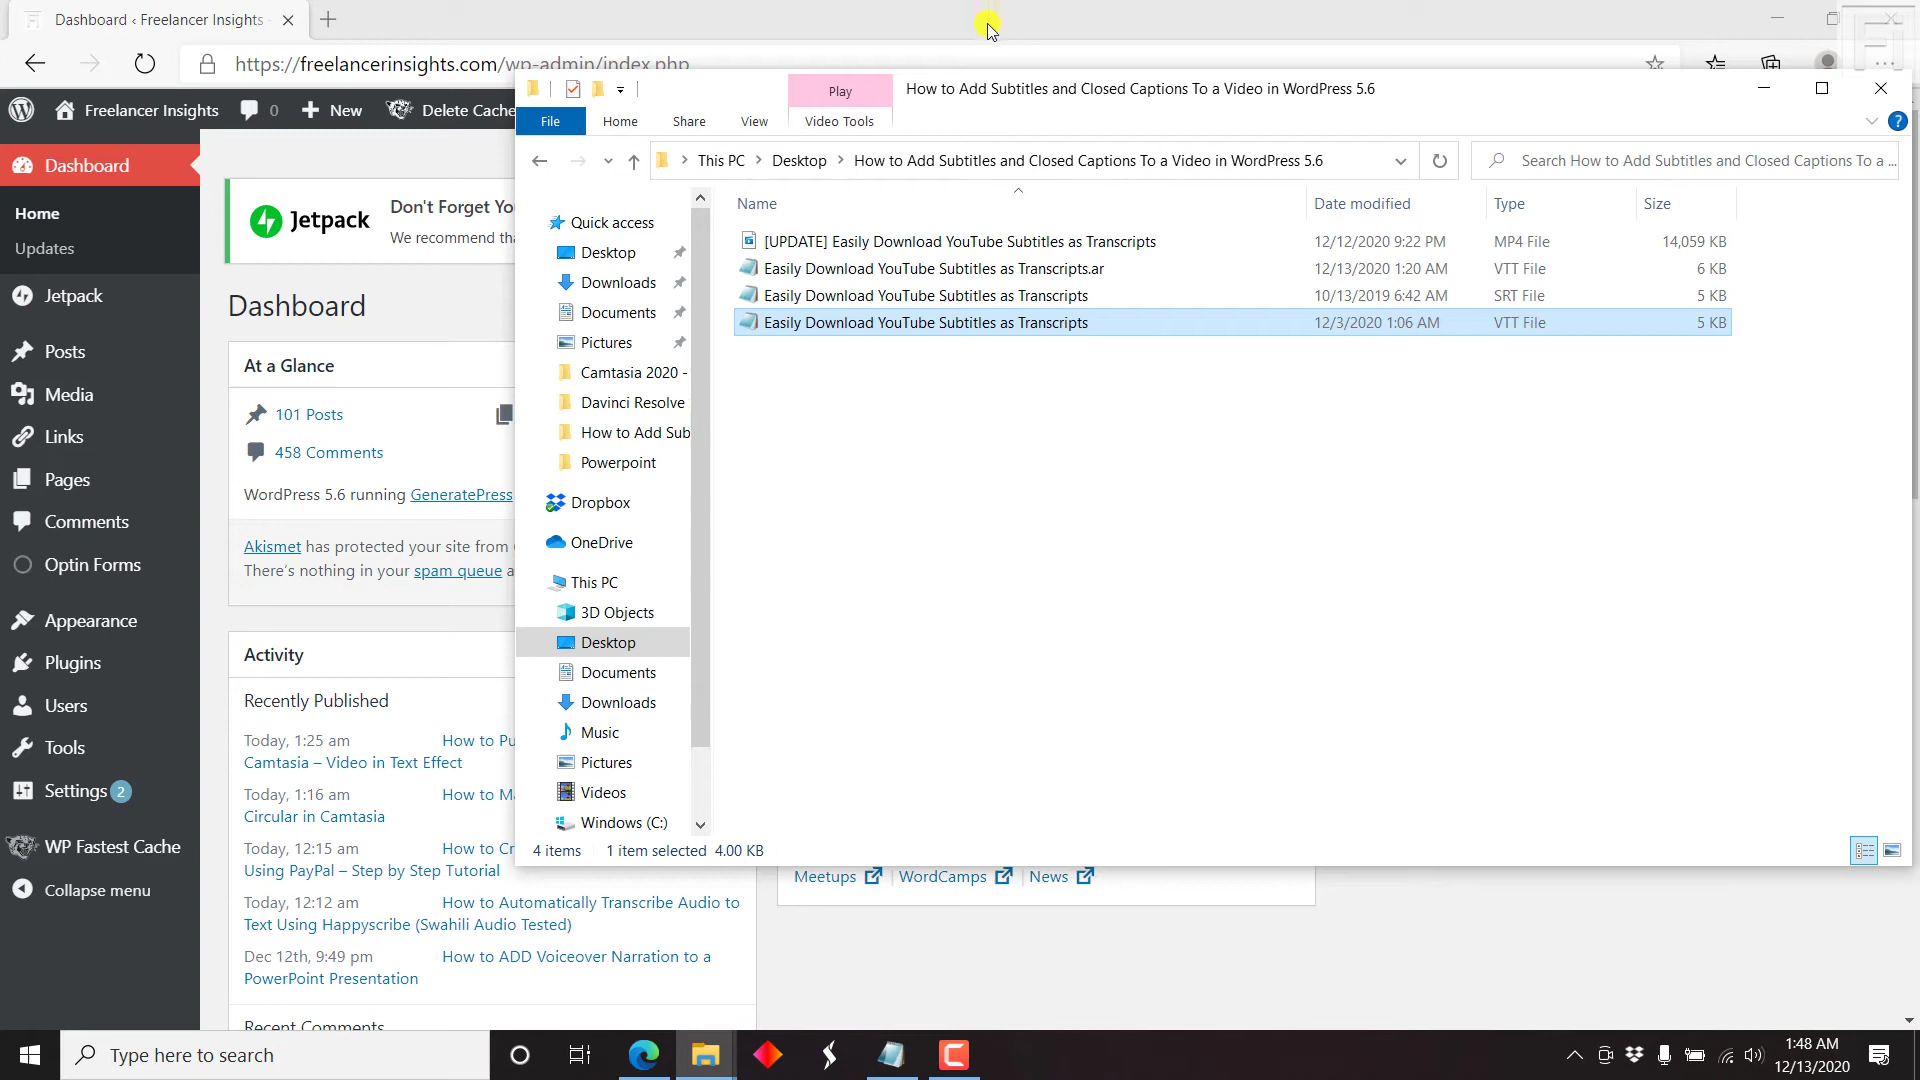 Dashboard ‹ Freelancer Insights
https://freelancerinsights.com/wp-admin/index.php
Freelancer Insights
0
New
Delete Cache
Dashboard
Home
Updates
Jetpack
Posts
Media
Links
Pages
Comments
Optin Forms
Appearance
Plugins
Users
Tools
Settings 2
WP Fastest Cache
Collapse menu
Jetpack
Don't Forget Yo
We recommend tha
Dashboard
At a Glance
101 Posts
458 Comments
WordPress 5.6 running GeneratePress
Akismet has protected your site from
There's nothing in your spam queue a
Activity
Recently Published
Today, 1:25 am How to Pu
Camtasia – Video in Text Effect
Today, 1:16 am How to M
Circular in Camtasia
Today, 12:15 am How to Cr
Using PayPal – Step by Step Tutorial
Today, 12:12 am How to Automatically Transcribe Audio to
Text Using Happyscribe (Swahili Audio Tested)
Dec 12th, 9:49 pm How to ADD Voiceover Narration to a
PowerPoint Presentation
Recent Comments
Meetups | WordCamps | News
Play
How to Add Subtitles and Closed Captions To a Video in WordPress 5.6
File
Home
Share
View
Video Tools
This PC > Desktop > How to Add Subtitles and Closed Captions To a Video in WordPress 5.6
Search How to Add Subtitles and Closed Captions To a ...
Quick access
Desktop
Downloads
Documents
Pictures
Camtasia 2020 -
Davinci Resolve
How to Add Sub
Powerpoint
Dropbox
OneDrive
This PC
3D Objects
Desktop
Documents
Downloads
Music
Pictures
Videos
Windows (C:)
Name Date modified Type Size
[UPDATE] Easily Download YouTube Subtitles as Transcripts 12/12/2020 9:22 PM MP4 File 14,059 KB
Easily Download YouTube Subtitles as Transcripts.ar 12/13/2020 1:20 AM VTT File 6 KB
Easily Download YouTube Subtitles as Transcripts 10/13/2019 6:42 AM SRT File 5 KB
Easily Download YouTube Subtitles as Transcripts 12/3/2020 1:06 AM VTT File 5 KB
4 items 1 item selected 4.00 KB
Type here to search
1:48 AM
12/13/2020